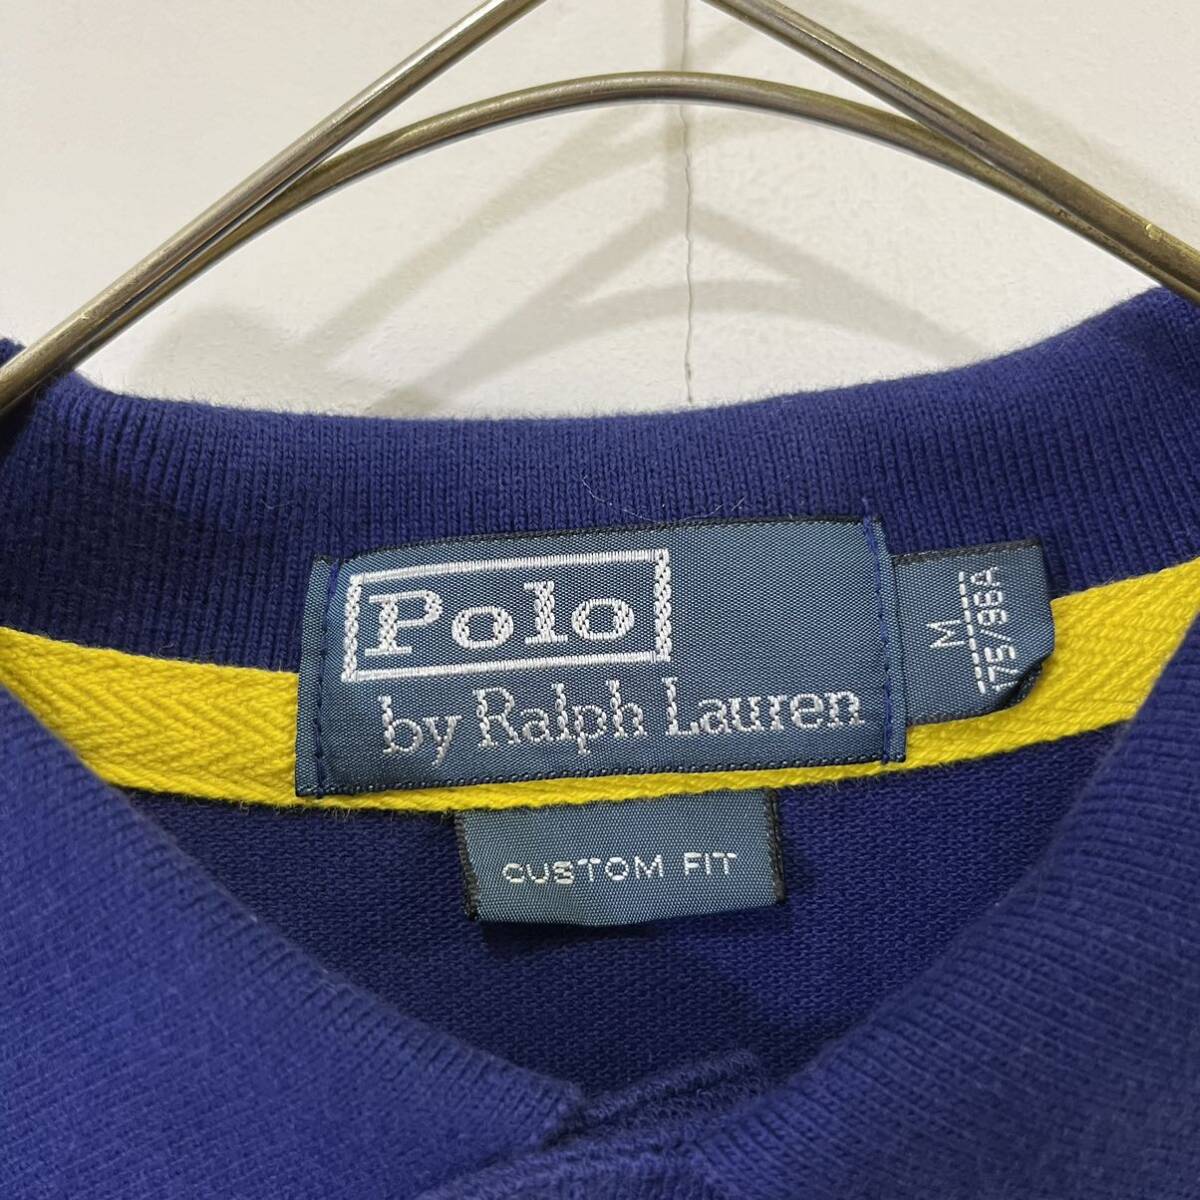 Polo
by Ralph Lauren
M
175/96A
CUSTOM FIT